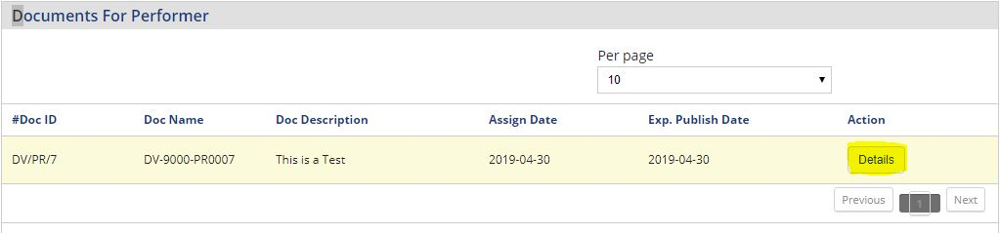 Documents For Performer
Per page
10
#Doc ID Doc Name Doc Description Assign Date Exp. Publish Date Action
DV/PR/7 DV-9000-PR0007 This is a Test 2019-04-30 2019-04-30 Details
Previous 1 Next